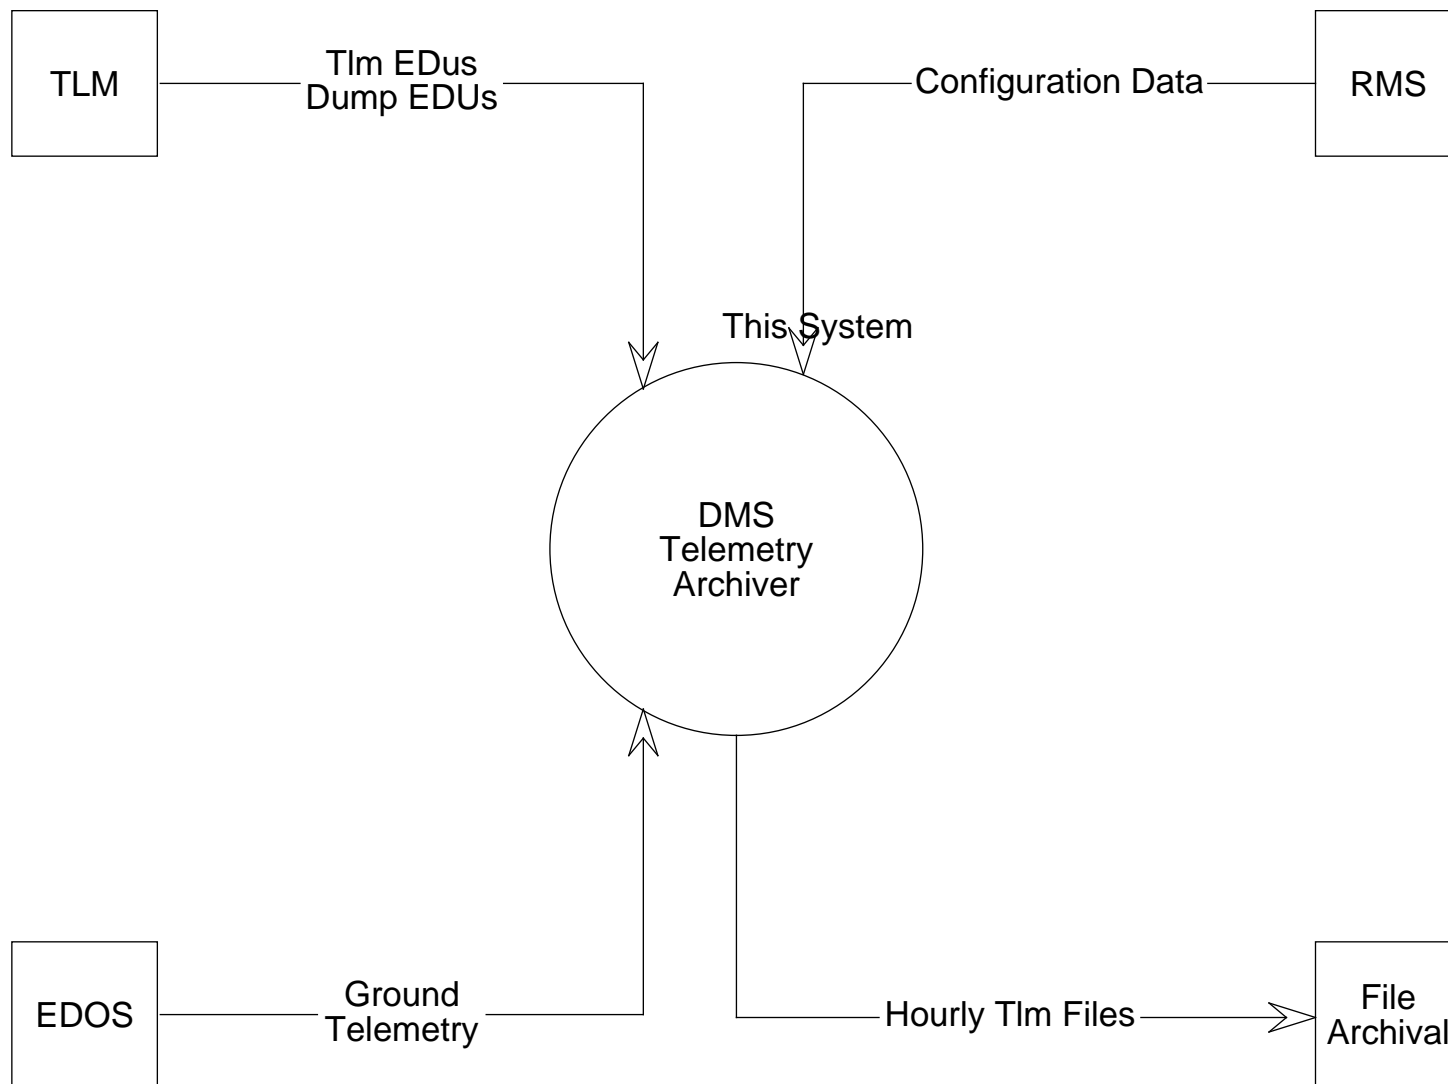 TLM
Tlm EDus
Dump EDUs
Configuration Data
RMS
This System
DMS
Telemetry
Archiver
EDOS
Ground
Telemetry
Hourly Tlm Files
File
Archival